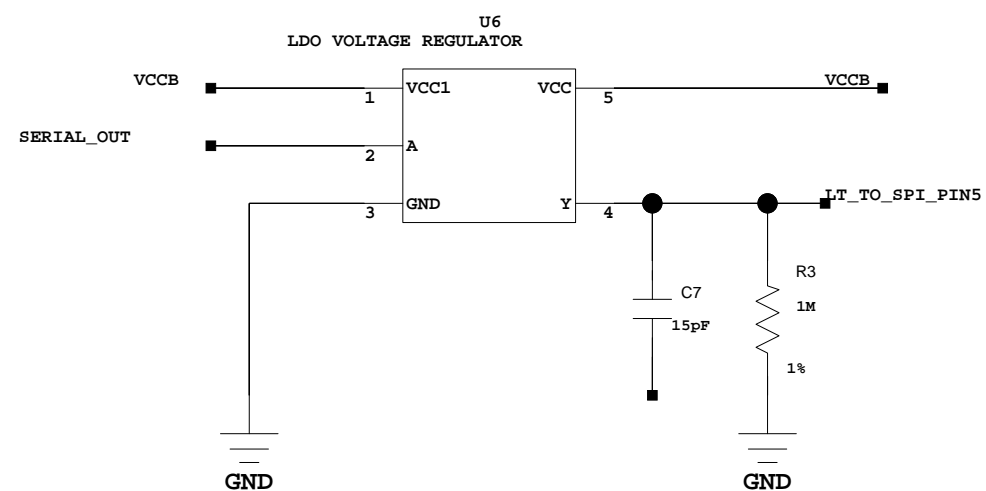 U6
LDO VOLTAGE REGULATOR
VCCB
1
VCC1
VCC
5
VCCB
SERIAL_OUT
2
A
3
GND
Y
4
LT_TO_SPI_PIN5
R3
1M
1%
C7
15pF
GND
GND